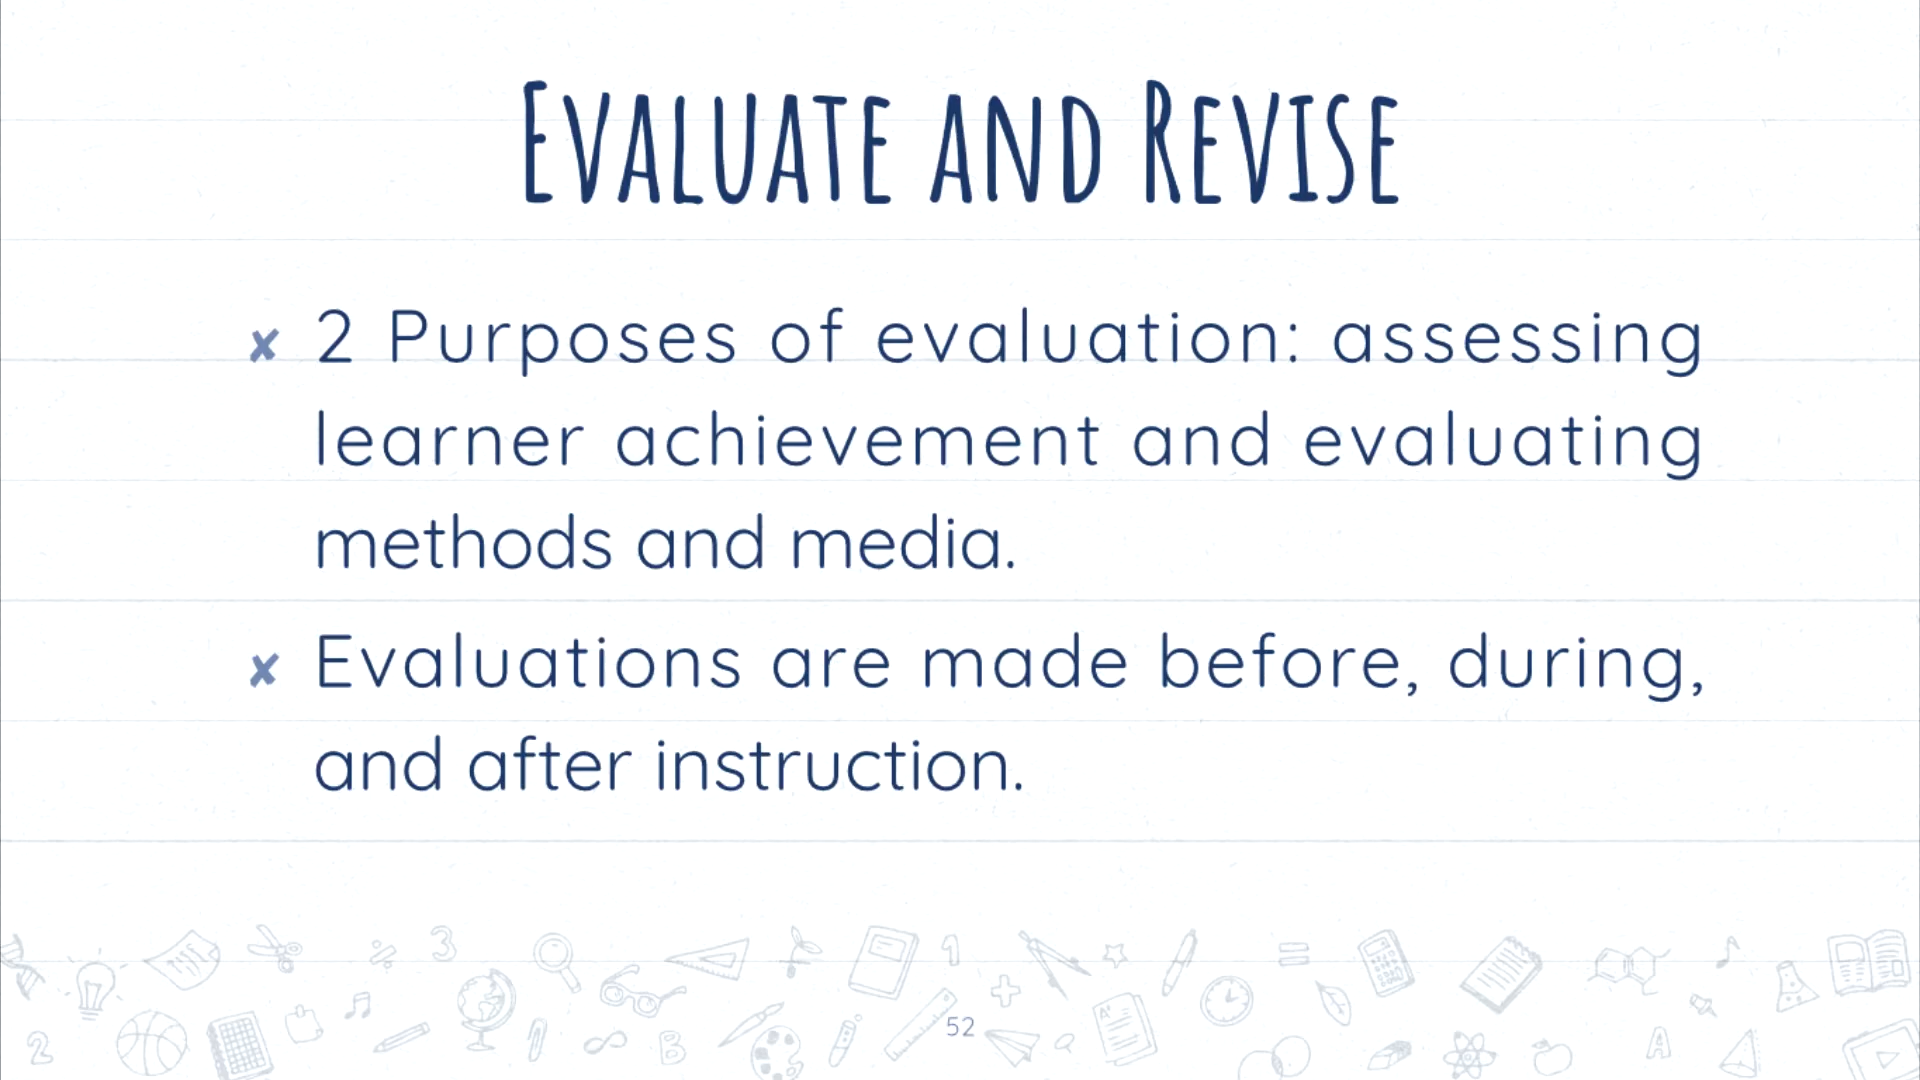 Evaluate and Revise
✘ 2 Purposes of evaluation: assessing
learner achievement and evaluating
methods and media.
✘ Evaluations are made before, during,
and after instruction.
52